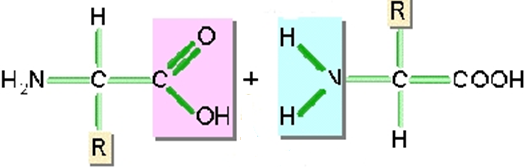 H O H R
H₂N C C + N C COOH
OH H H
R